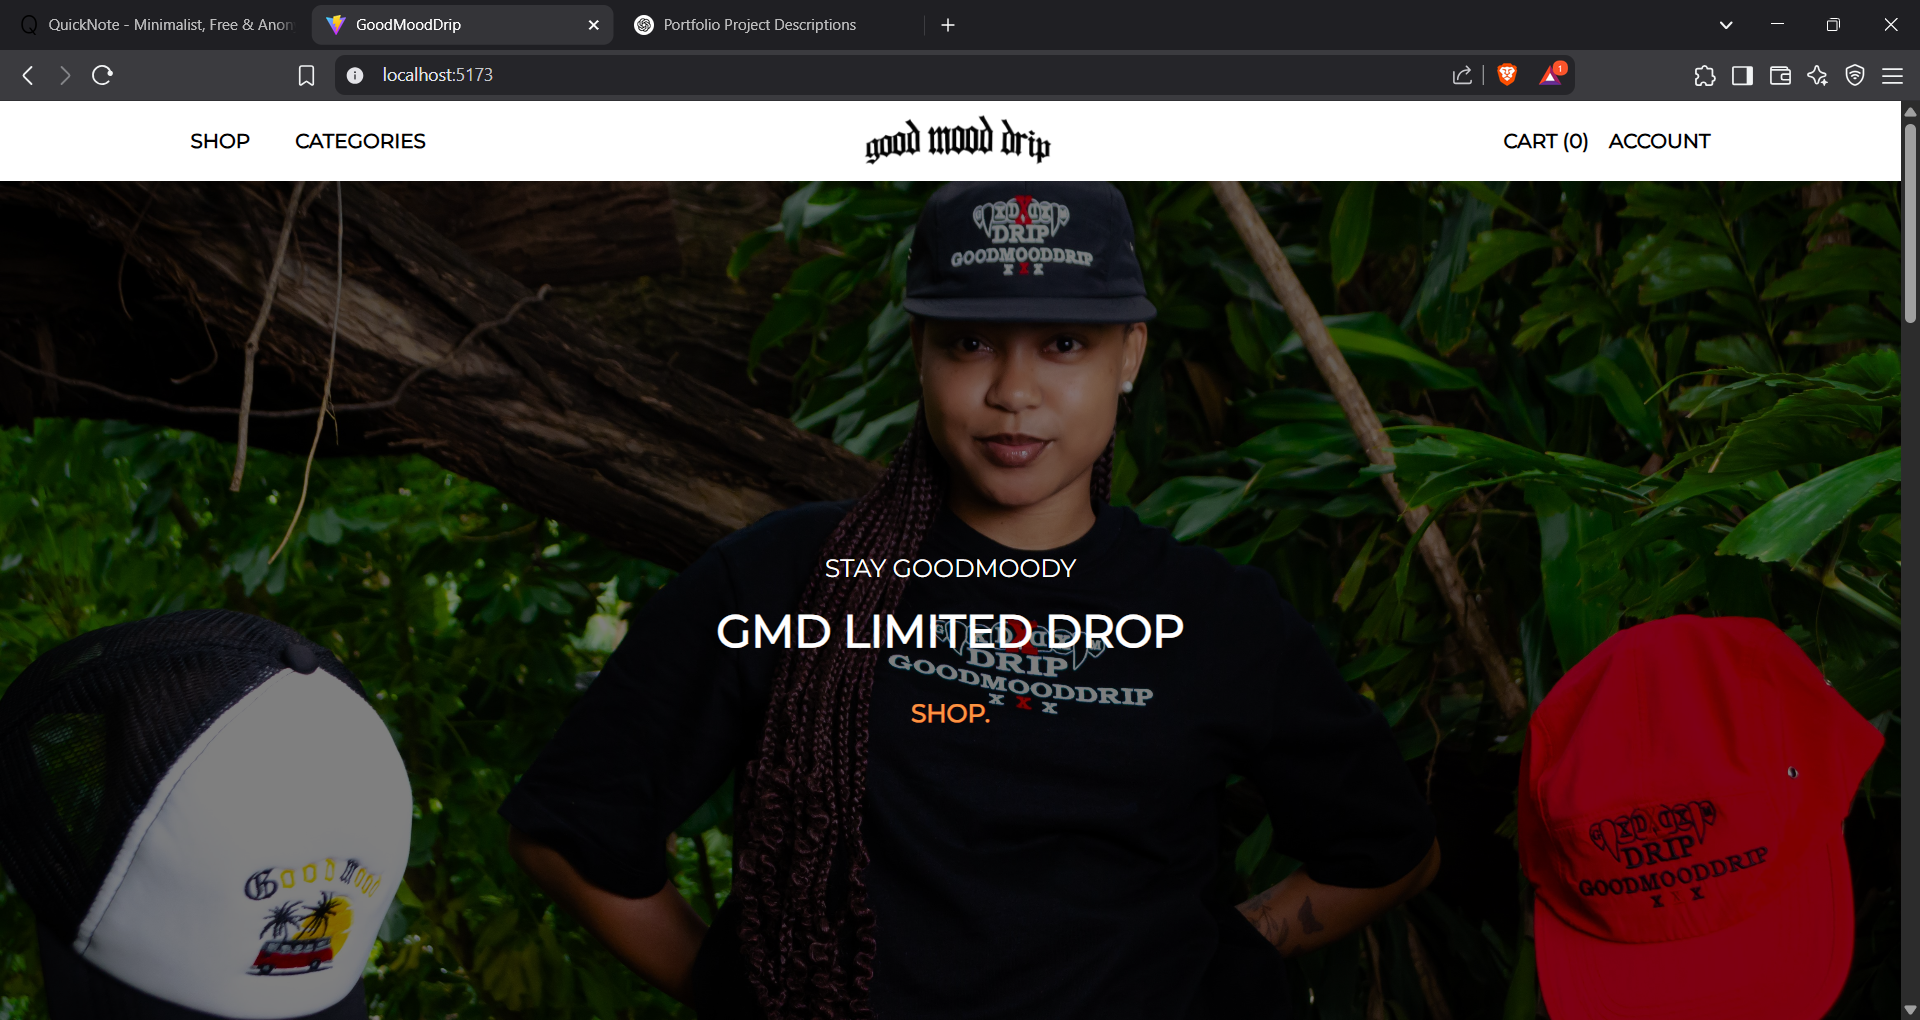 QuickNote - Minimalist, Free & Anon
GoodMoodDrip
Portfolio Project Descriptions
localhost:5173
1
SHOP
CATEGORIES
good mood drip
CART (0)
ACCOUNT
DRIP
GOODMOODDRIP
X X X
STAY GOODMOODY
GMD LIMITED DROP
DRIP
GOODMOODDRIP
X X X
SHOP.
Good Mood
DRIP
GOODMOODDRIP
X X